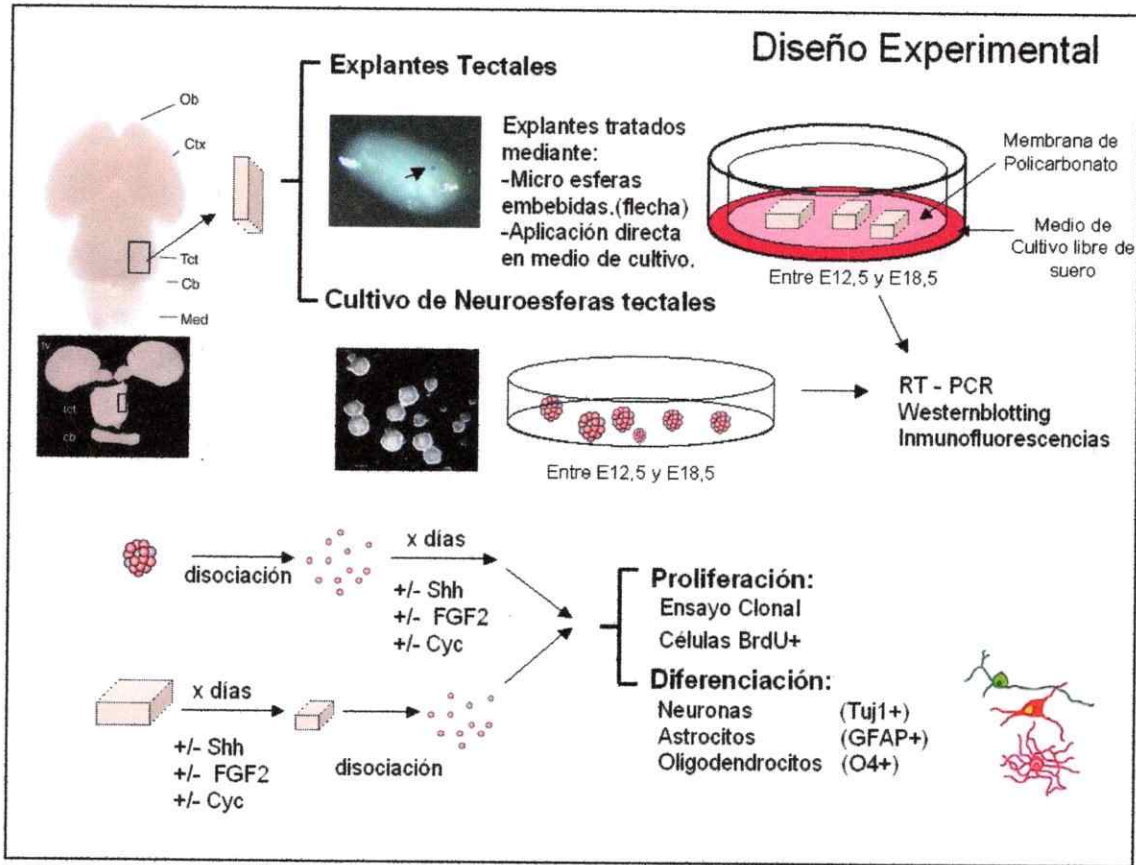 Diseño Experimental
Explantes Tectales
Ob
Ctx
Tct
Cb
Med
Explantes tratados
mediante:
-Micro esferas
embebidas.(flecha)
-Aplicación directa
en medio de cultivo.
Membrana de
Policarbonato
Medio de
Cultivo libre de
suero
Entre E12,5 y E18,5
Cultivo de Neuroesferas tectales
tv
tct
cb
Entre E12,5 y E18,5
RT - PCR
Westernblotting
Inmunofluorescencias
disociación
x días
+/- Shh
+/- FGF2
+/- Cyc
x días
+/- Shh
+/- FGF2
+/- Cyc
disociación
Proliferación:
Ensayo Clonal
Células BrdU+
Diferenciación:
Neuronas (Tuj1+)
Astrocitos (GFAP+)
Oligodendrocitos (O4+)